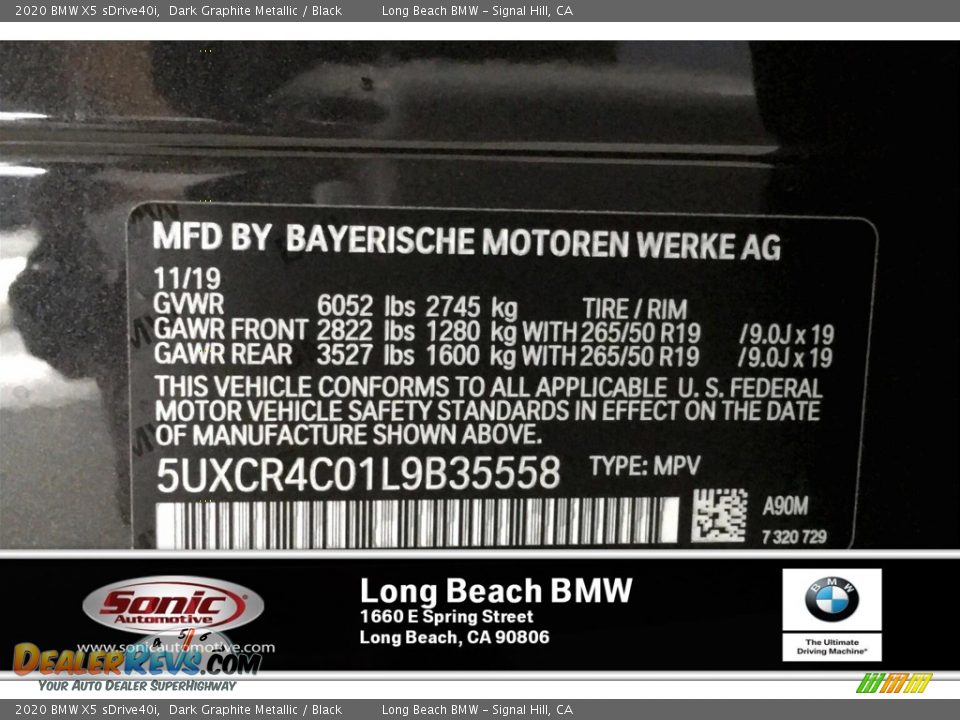 2020 BMW X5 sDrive40i, Dark Graphite Metallic / Black Long Beach BMW - Signal Hill, CA
MFD BY BAYERISCHE MOTOREN WERKE AG
11/19
GVWR 6052 lbs 2745 kg TIRE / RIM
GAWR FRONT 2822 lbs 1280 kg WITH 265/50 R19 /9.0J x 19
GAWR REAR 3527 lbs 1600 kg WITH 265/50 R19 /9.0J x 19
THIS VEHICLE CONFORMS TO ALL APPLICABLE U. S. FEDERAL
MOTOR VEHICLE SAFETY STANDARDS IN EFFECT ON THE DATE
OF MANUFACTURE SHOWN ABOVE.
5UXCR4C01L9B35558 TYPE: MPV
A90M
7 320 729
Sonic
Automotive
www.sonicautomotive.com
Long Beach BMW
1660 E Spring Street
Long Beach, CA 90806
BMW
The Ultimate
Driving Machine®
4 5 6
DealerRevs.com
Your Auto Dealer SuperHighway
2020 BMW X5 sDrive40i, Dark Graphite Metallic / Black Long Beach BMW - Signal Hill, CA